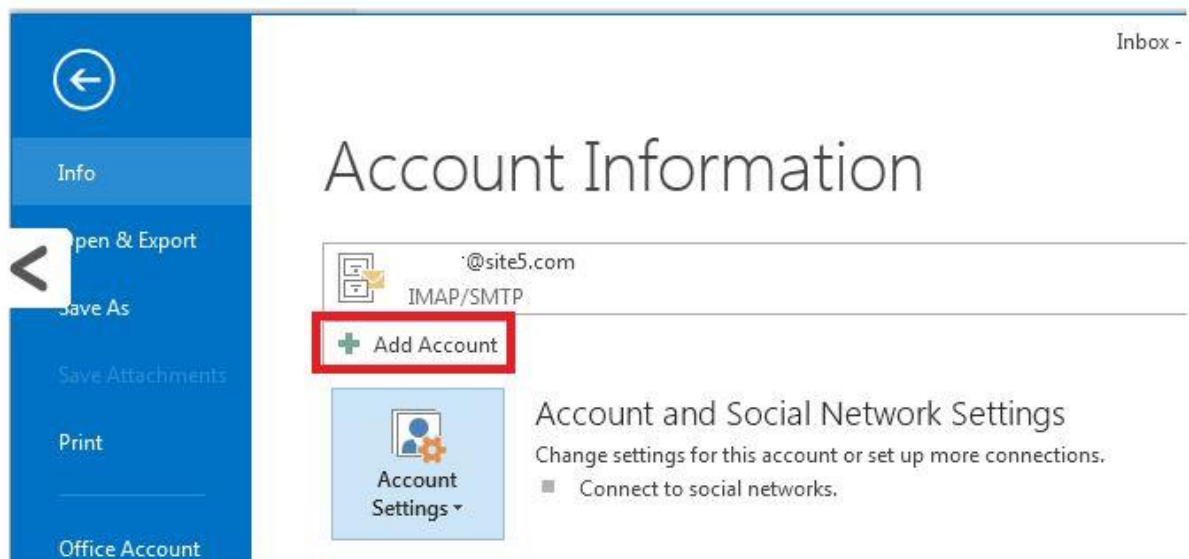 Inbox -
Info
Open & Export
Save As
Save Attachments
Print
Office Account
Account Information
@site5.com
IMAP/SMTP
Add Account
Account
Settings
Account and Social Network Settings
Change settings for this account or set up more connections.
Connect to social networks.